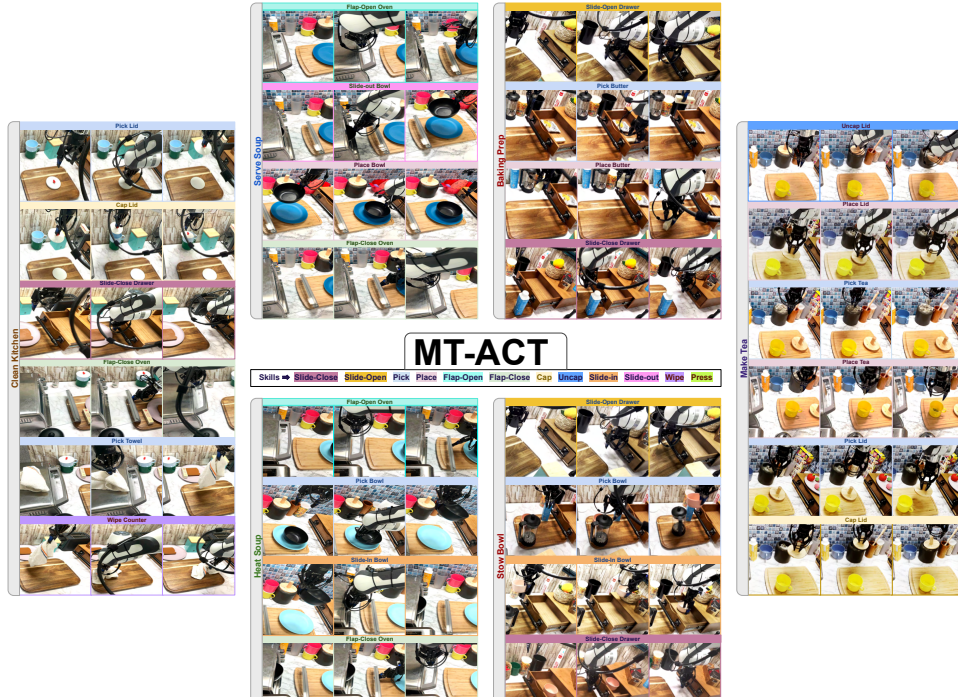 Clean Kitchen
Pick Lid
Cap Lid
Slide-Close Drawer
Flap-Close Oven
Pick Towel
Wipe Counter
Serve Soup
Flap-Open Oven
Slide-out Bowl
Place Bowl
Flap-Close Oven
Baking Prep
Slide-Open Drawer
Pick Butter
Place Butter
Slide-Close Drawer
MT-ACT
Skills ➡ Slide-Close Slide-Open Pick Place Flap-Open Flap-Close Cap Uncap Slide-in Slide-out Wipe Press
Heat Soup
Flap-Open Oven
Pick Bowl
Slide-In Bowl
Flap-Close Oven
Stow Bowl
Slide-Open Drawer
Pick Bowl
Slide-In Bowl
Slide-Close Drawer
Make Tea
Uncap Lid
Place Lid
Pick Tea
Place Tea
Pick Lid
Cap Lid